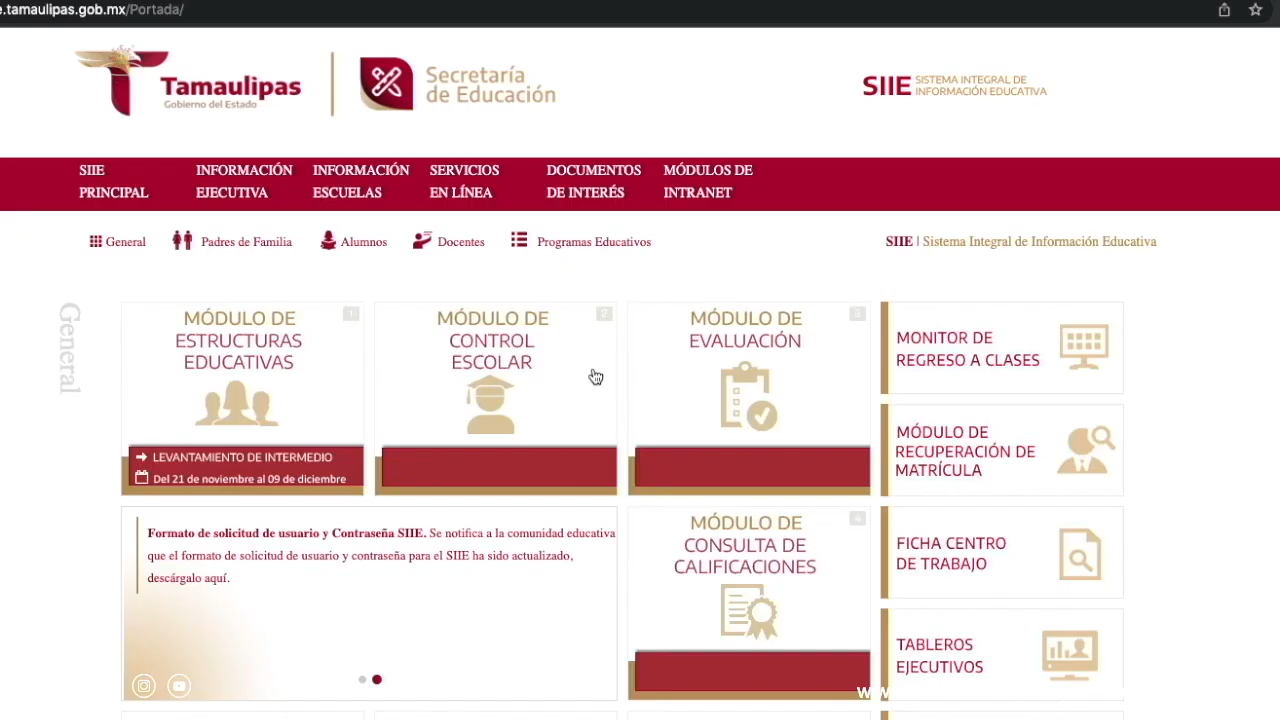 e.tamaulipas.gob.mx/Portada/
Tamaulipas
Gobierno del Estado
Secretaría
de Educación
SIIE
SISTEMA INTEGRAL DE
INFORMACIÓN EDUCATIVA
SIIE
PRINCIPAL
INFORMACIÓN
EJECUTIVA
INFORMACIÓN
ESCUELAS
SERVICIOS
EN LÍNEA
DOCUMENTOS
DE INTERÉS
MÓDULOS DE
INTRANET
General
Padres de Familia
Alumnos
Docentes
Programas Educativos
SIIE | Sistema Integral de Información Educativa
General
1
MÓDULO DE
ESTRUCTURAS
EDUCATIVAS
LEVANTAMIENTO DE INTERMEDIO
Del 21 de noviembre al 09 de diciembre
2
MÓDULO DE
CONTROL
ESCOLAR
3
MÓDULO DE
EVALUACIÓN
MONITOR DE
REGRESO A CLASES
MÓDULO DE
RECUPERACIÓN DE
MATRÍCULA
Formato de solicitud de usuario y Contraseña SIIE. Se notifica a la comunidad educativa
que el formato de solicitud de usuario y contraseña para el SIIE ha sido actualizado,
descárgalo aquí.
4
MÓDULO DE
CONSULTA DE
CALIFICACIONES
FICHA CENTRO
DE TRABAJO
TABLEROS
EJECUTIVOS